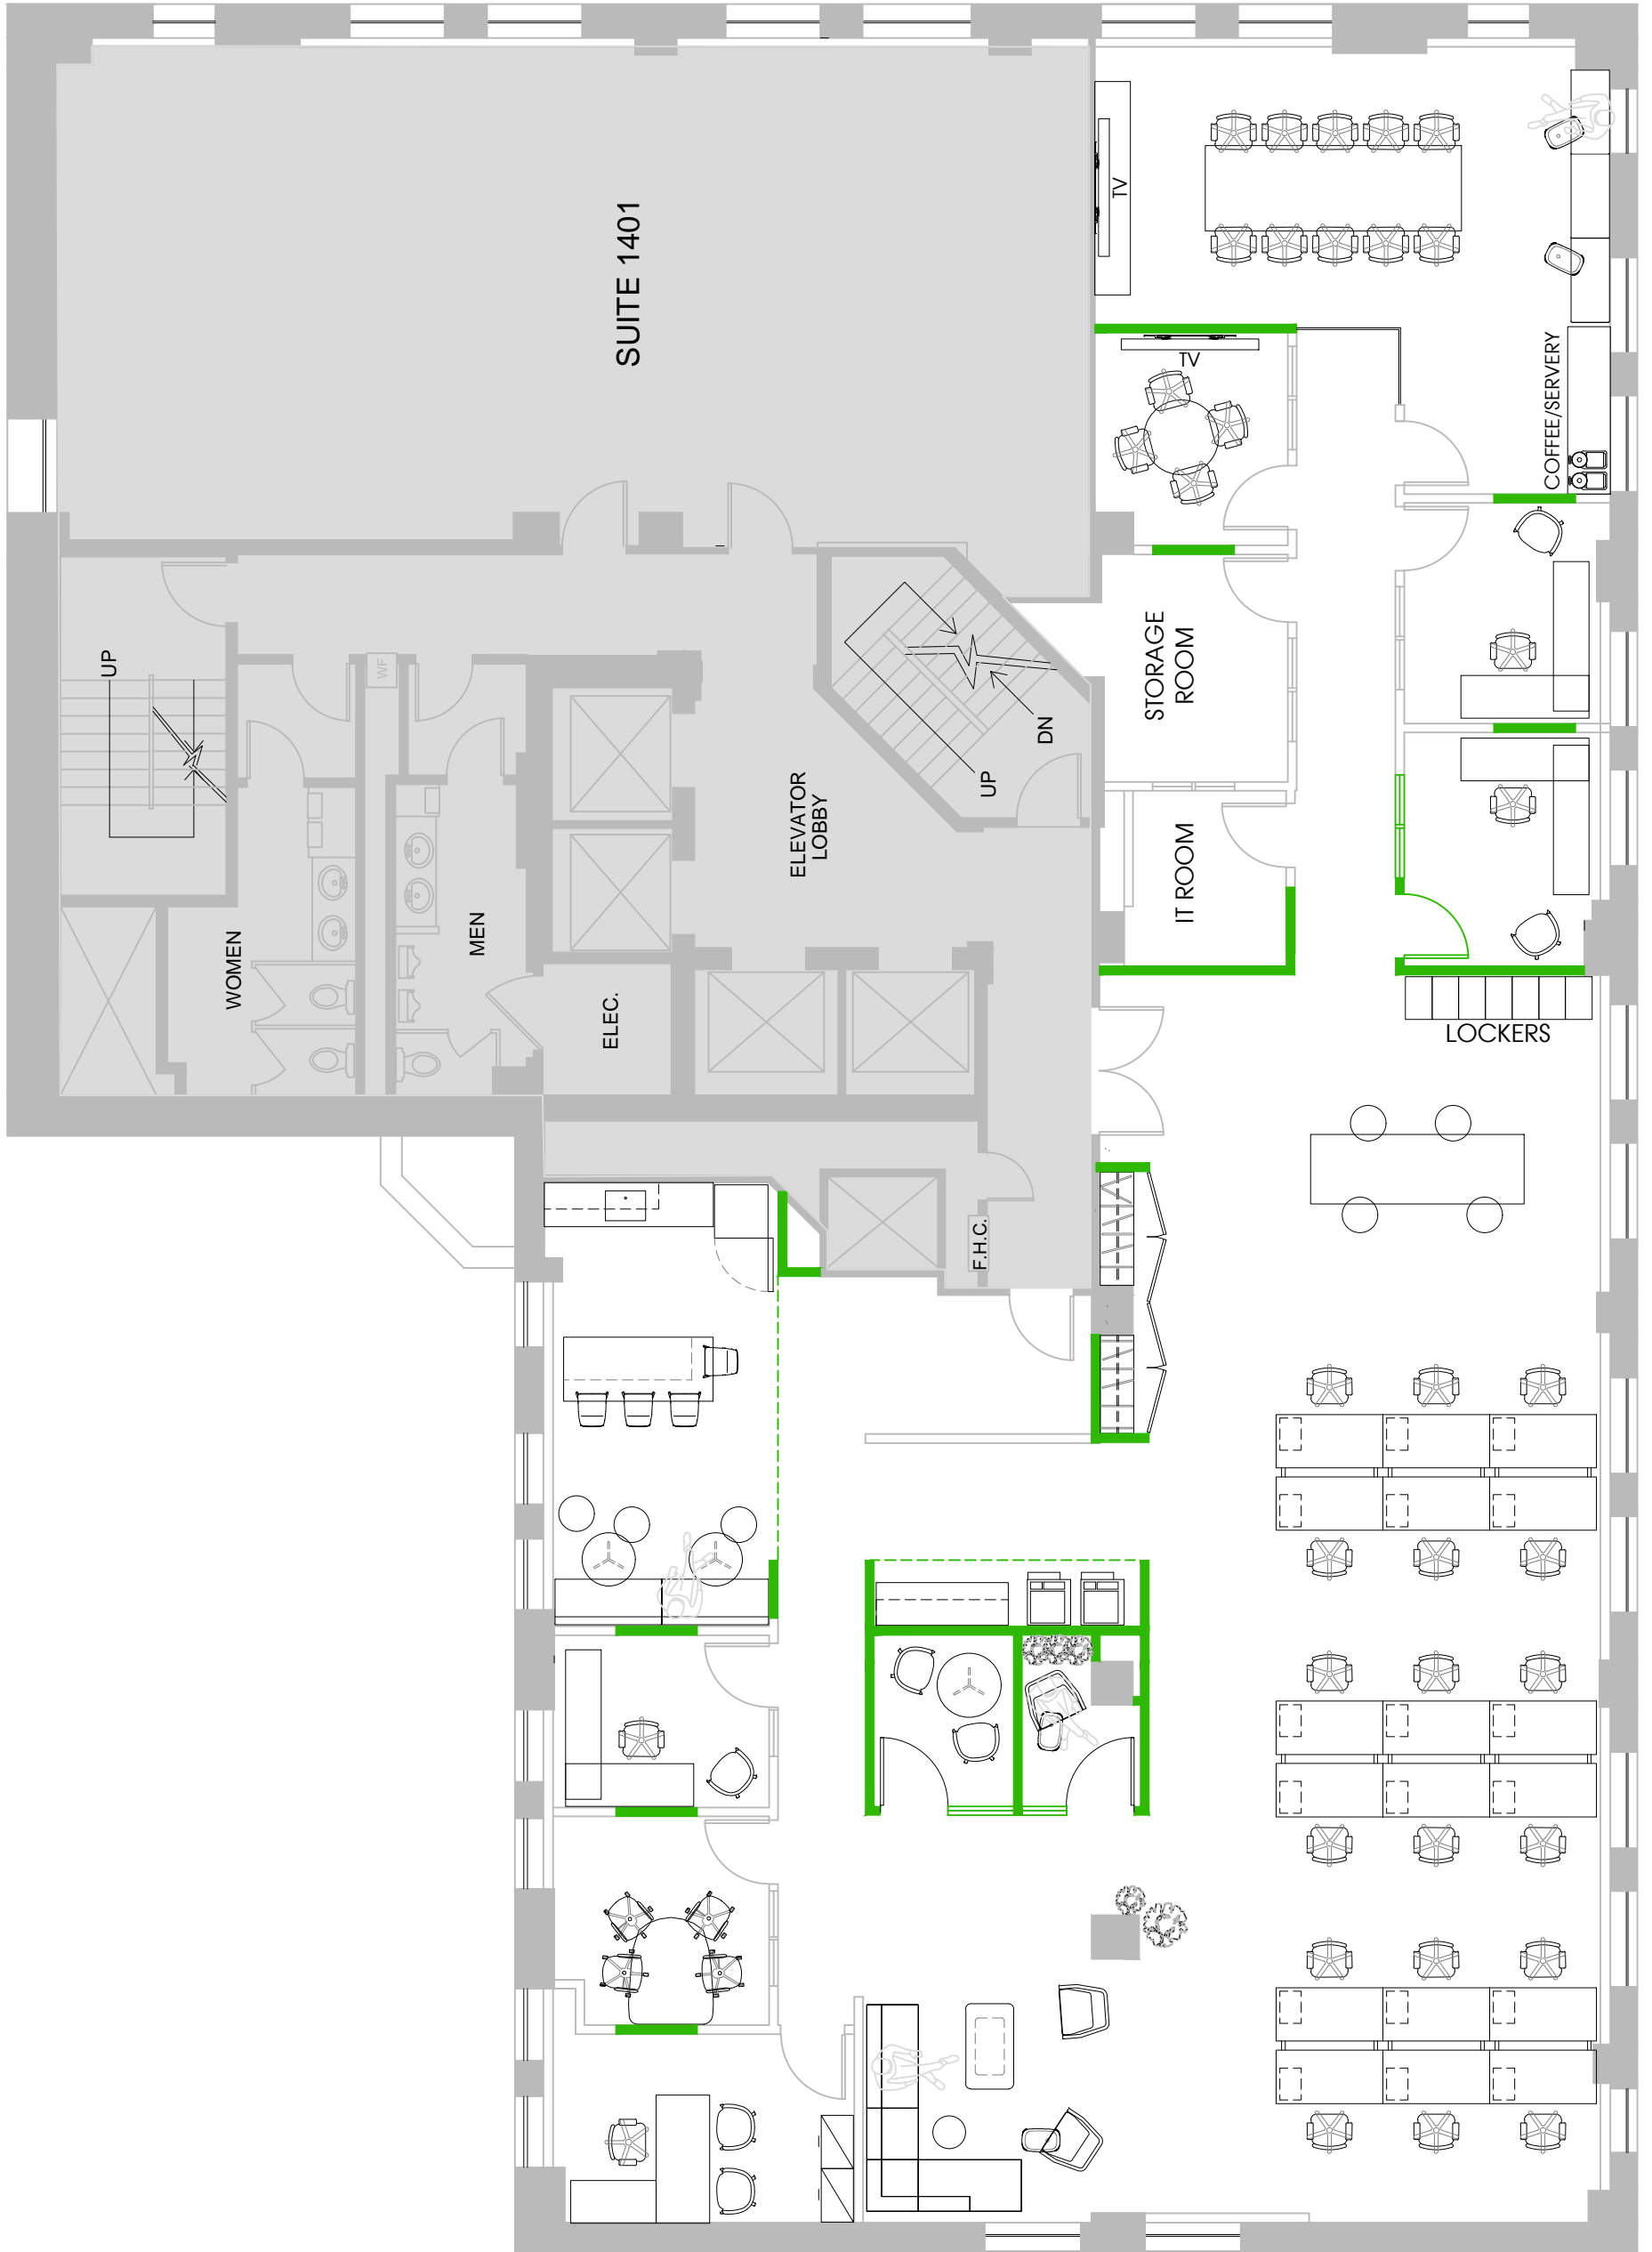 SUITE 1401
TV
TV
COFFEE/SERVERY
UP
WF
STORAGE
ROOM
DN
UP
ELEVATOR
LOBBY
IT ROOM
WOMEN
MEN
ELEC.
LOCKERS
F.H.C.